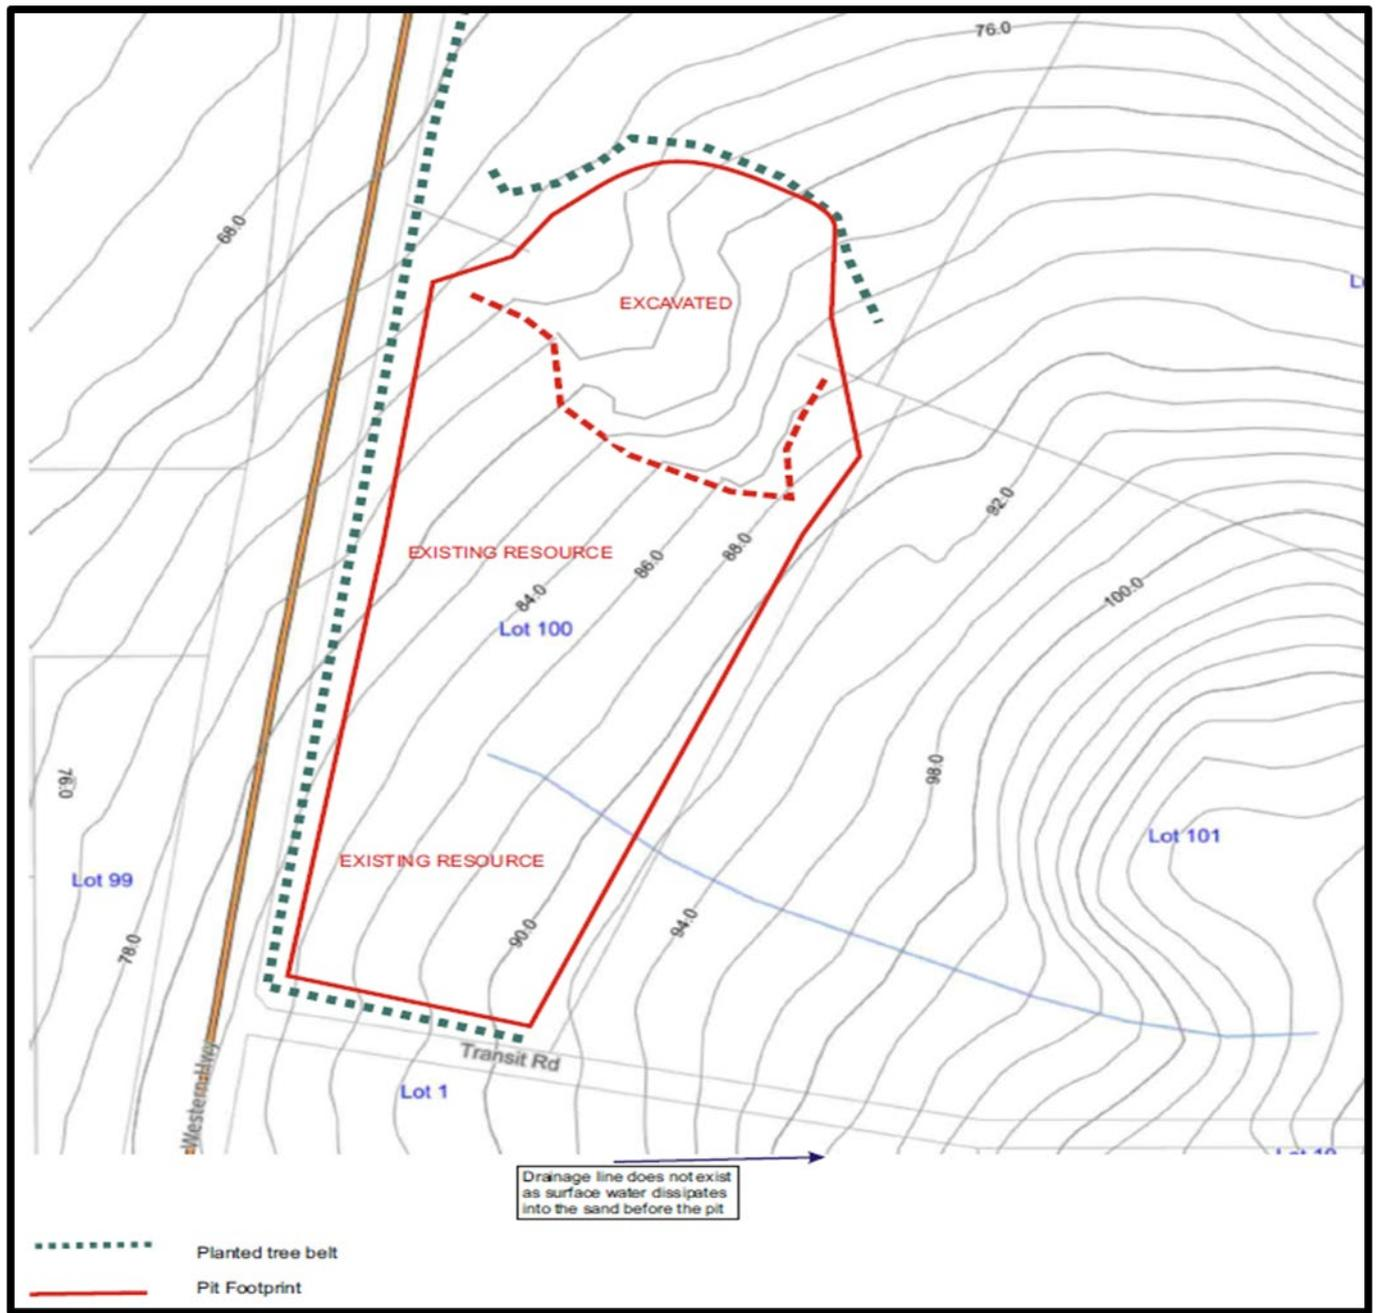 76.0
68.0
L
EXCAVATED
92.0
EXISTING RESOURCE
88.0
86.0
84.0
100.0
Lot 100
98.0
76.0
Lot 101
EXISTING RESOURCE
Lot 99
94.0
90.0
78.0
Transit Rd
Western Hwy
Lot 1
Lot 10
Drainage line does not exist
as surface water dissipates
into the sand before the pit
Planted tree belt
Pit Footprint